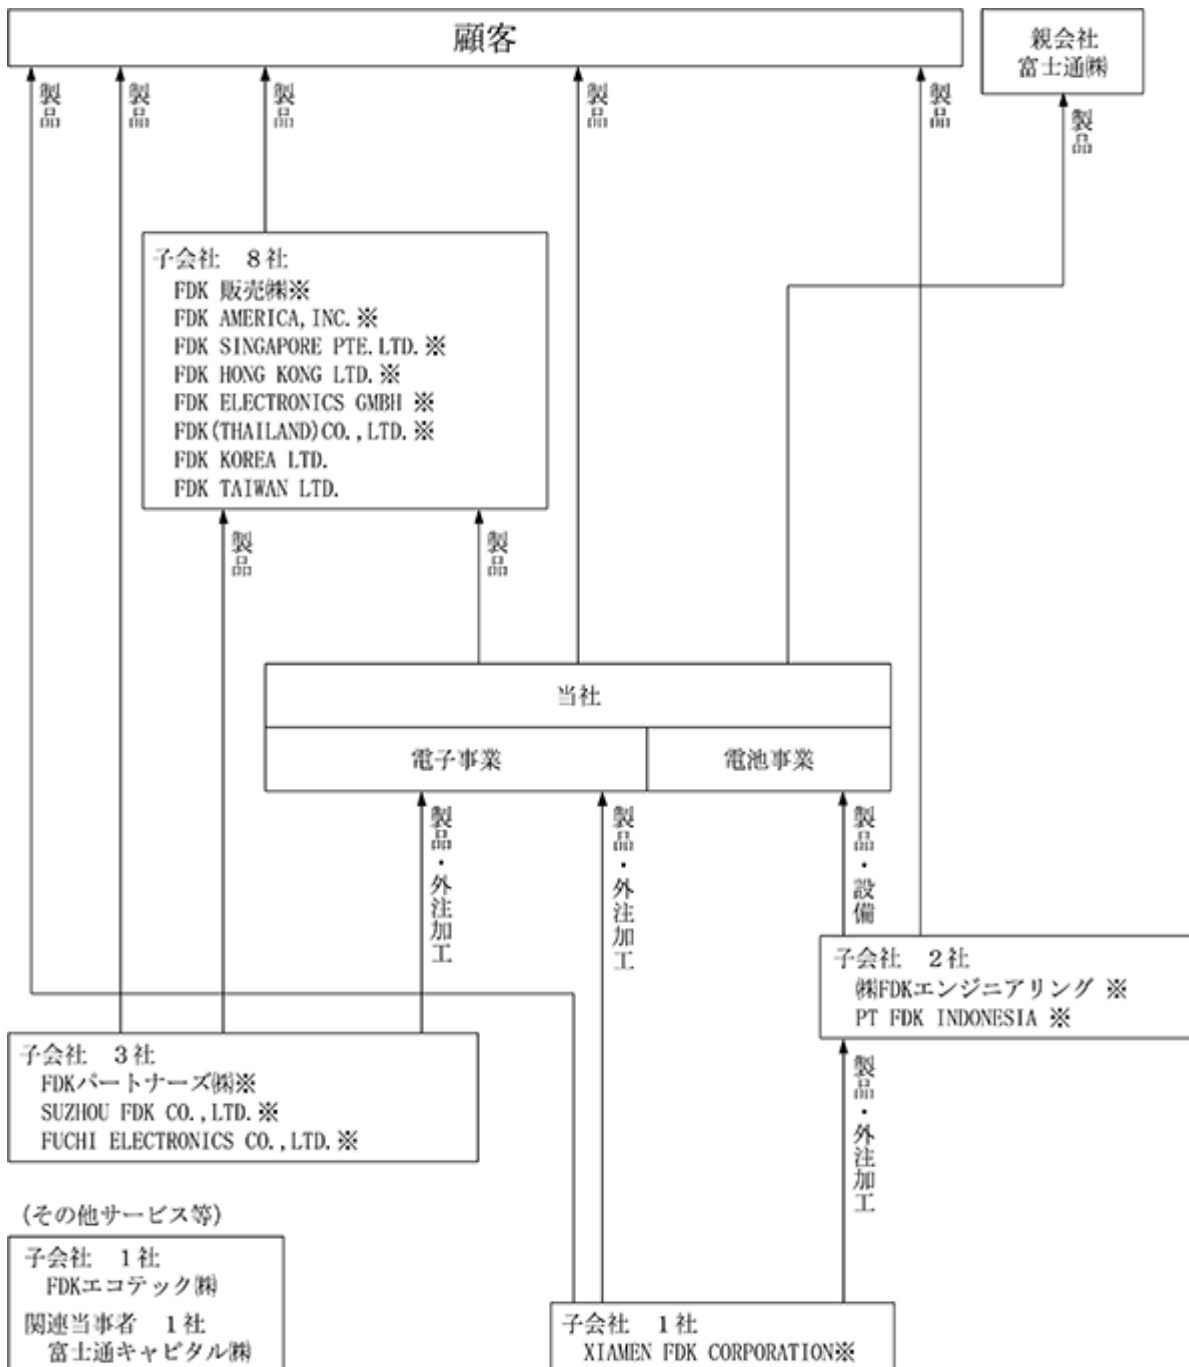 顧客
親会社
富士通㈱
製品
製品
製品
製品
製品
製品
子会社　８社
FDK 販売㈱※
FDK AMERICA,INC.※
FDK SINGAPORE PTE.LTD.※
FDK HONG KONG LTD.※
FDK ELECTRONICS GMBH ※
FDK(THAILAND)CO.,LTD.※
FDK KOREA LTD.
FDK TAIWAN LTD.
製品
製品
当社
電子事業
電池事業
製品・外注加工
製品・外注加工
製品・設備
子会社　２社
㈱FDKエンジニアリング ※
PT FDK INDONESIA ※
子会社　３社
FDKパートナーズ㈱※
SUZHOU FDK CO.,LTD.※
FUCHI ELECTRONICS CO.,LTD.※
製品・外注加工
(その他サービス等)
子会社　１社
FDKエコテック㈱
関連当事者　１社
富士通キャピタル㈱
子会社　１社
XIAMEN FDK CORPORATION※